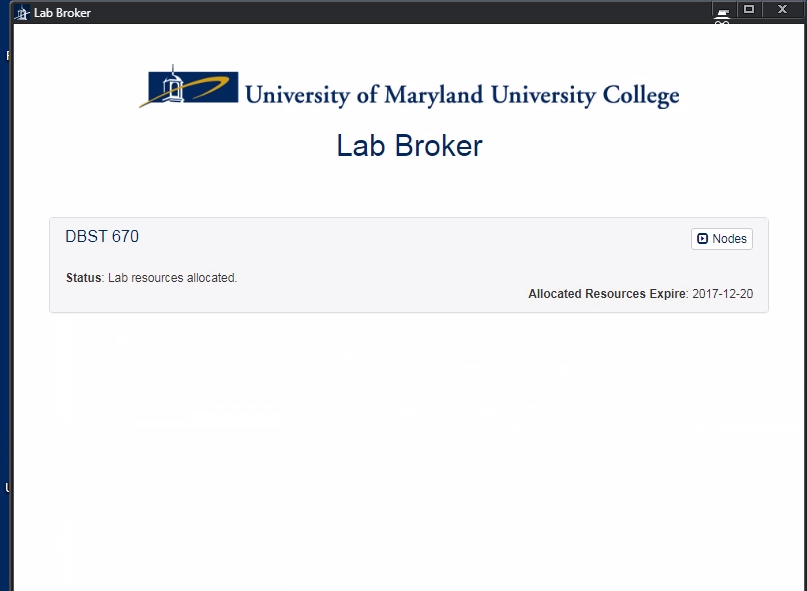 Lab Broker
University of Maryland University College
Lab Broker
DBST 670
Nodes
Status: Lab resources allocated.
Allocated Resources Expire: 2017-12-20